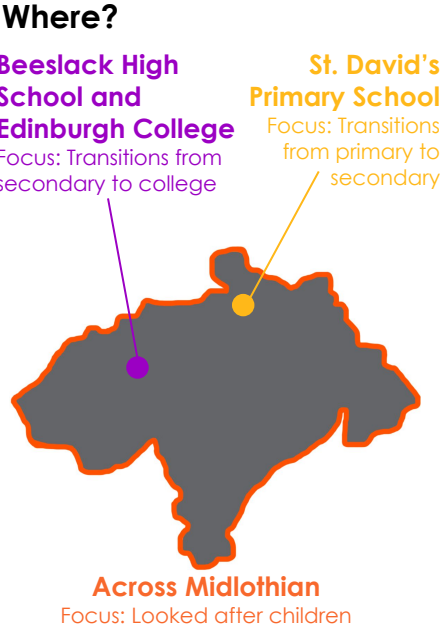 Where?
Beeslack High
School and
Edinburgh College
Focus: Transitions from
secondary to college
St. David's
Primary School
Focus: Transitions
from primary to
secondary
Across Midlothian
Focus: Looked after children